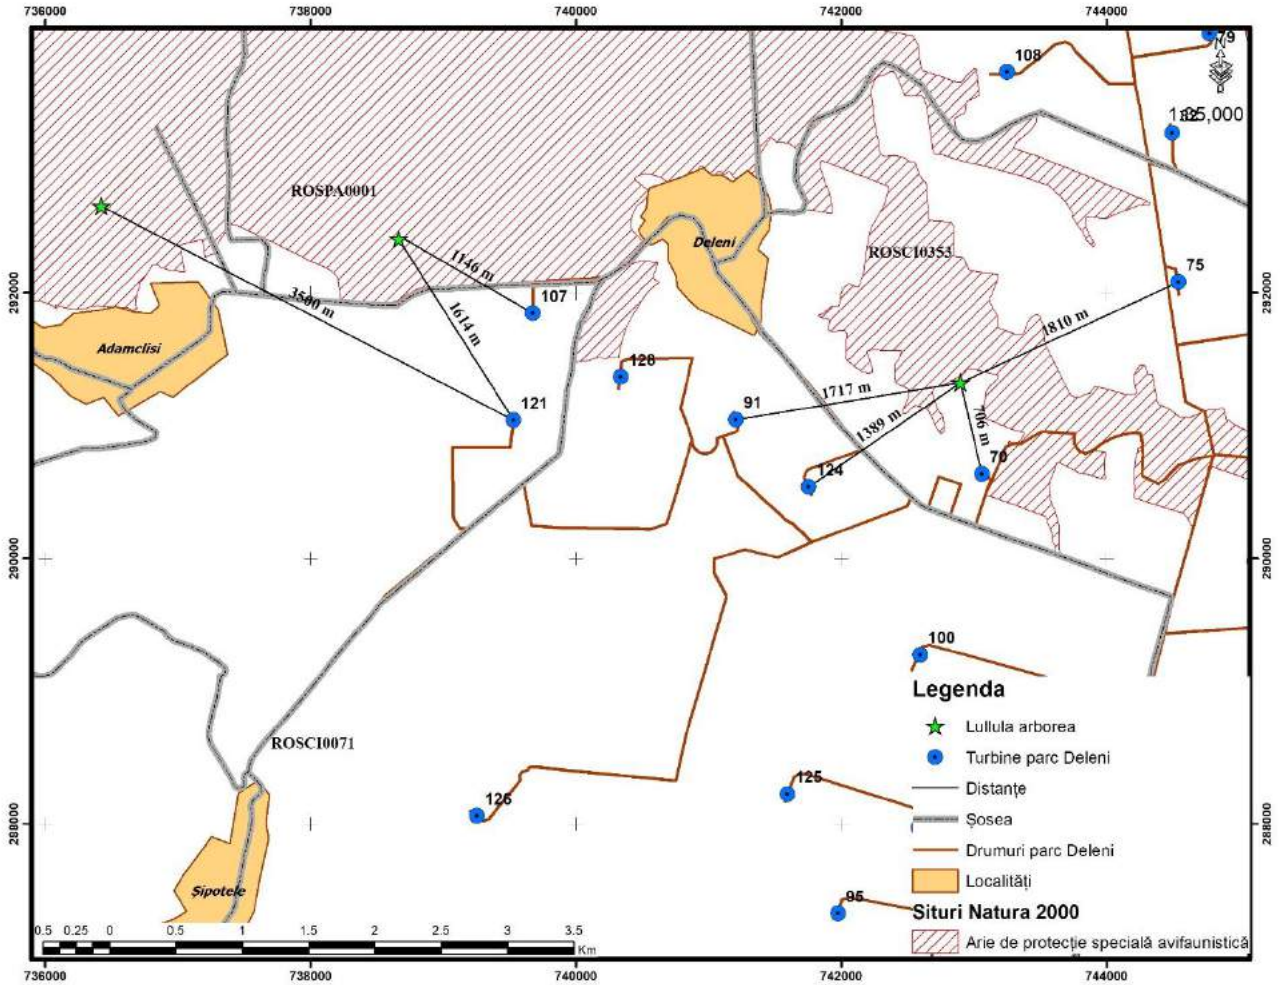 736000
738000
740000
742000
744000
79
N
108
1:35,000
ROSPA0001
Deleni
ROSCI0353
292000
292000
1146 m
75
3500 m
107
1614 m
1810 m
Adamclisi
128
1717 m
121
91
1389 m
706 m
124
70
290000
290000
100
Legenda
Lullula arborea
ROSCI0071
Turbine parc Deleni
125
Distanțe
126
Șosea
288000
288000
Drumuri parc Deleni
Șipotele
95
Localități
Situri Natura 2000
Arie de protecție specială avifaunistică
0.5 0.25 0 0.5 1 1.5 2 2.5 3 3.5
Km
736000
738000
740000
742000
744000